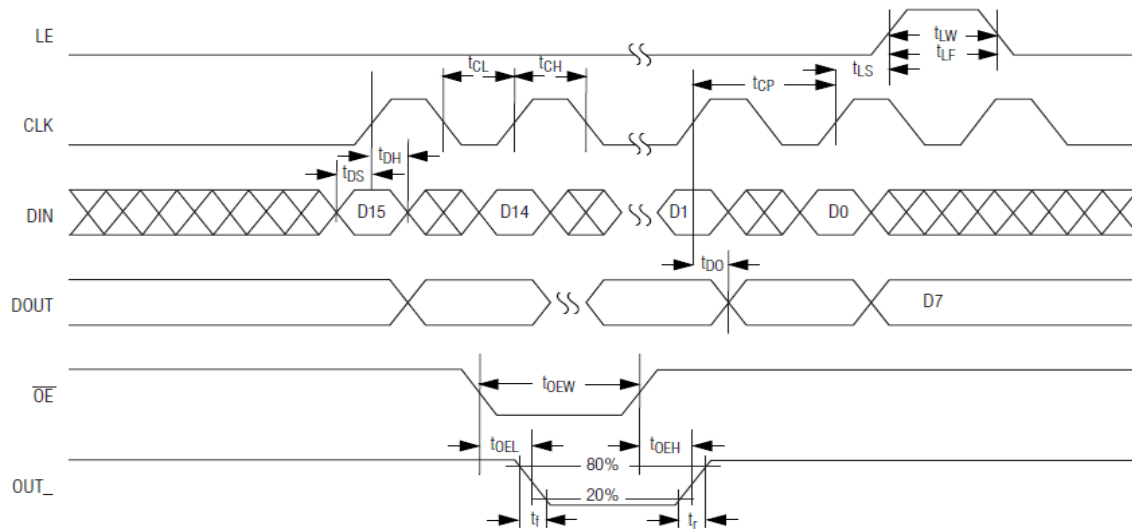 LE
tLW
tLF
tCL
tCH
tCP
tLS
CLK
tDH
tDS
DIN
D15
D14
D1
D0
tDO
DOUT
D7
OE
tOEW
tOEL
tOEH
80%
OUT_
20%
tf
tr